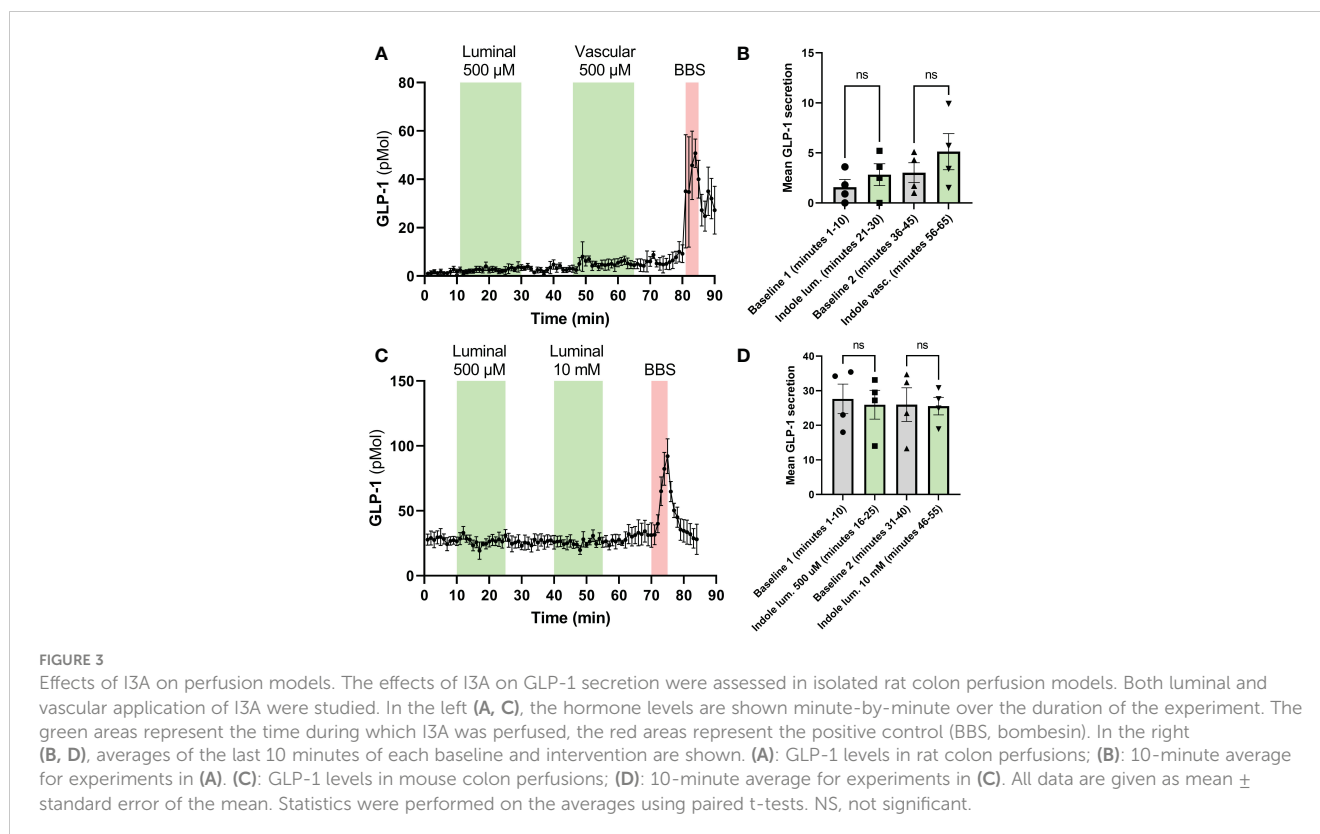 A
Luminal
500 µM
Vascular
500 µM
BBS
GLP-1 (pMol)
80
60
40
20
0
0 10 20 30 40 50 60 70 80 90
Time (min)
B
Mean GLP-1 secretion
15
10
5
0
ns
ns
Baseline 1 (minutes 1-10)
Indole lum. (minutes 21-30)
Baseline 2 (minutes 36-45)
Indole vasc. (minutes 56-65)
C
Luminal
500 µM
Luminal
10 mM
BBS
GLP-1 (pMol)
150
100
50
0
0 10 20 30 40 50 60 70 80 90
Time (min)
D
Mean GLP-1 secretion
40
30
20
10
0
ns
ns
Baseline 1 (minutes 1-10)
Indole lum. 500 uM (minutes 16-25)
Baseline 2 (minutes 31-40)
Indole lum. 10 mM (minutes 46-55)
FIGURE 3
Effects of I3A on perfusion models. The effects of I3A on GLP-1 secretion were assessed in isolated rat colon perfusion models. Both luminal and
vascular application of I3A were studied. In the left (A, C), the hormone levels are shown minute-by-minute over the duration of the experiment. The
green areas represent the time during which I3A was perfused, the red areas represent the positive control (BBS, bombesin). In the right
(B, D), averages of the last 10 minutes of each baseline and intervention are shown. (A): GLP-1 levels in rat colon perfusions; (B): 10-minute average
for experiments in (A). (C): GLP-1 levels in mouse colon perfusions; (D): 10-minute average for experiments in (C). All data are given as mean ±
standard error of the mean. Statistics were performed on the averages using paired t-tests. NS, not significant.